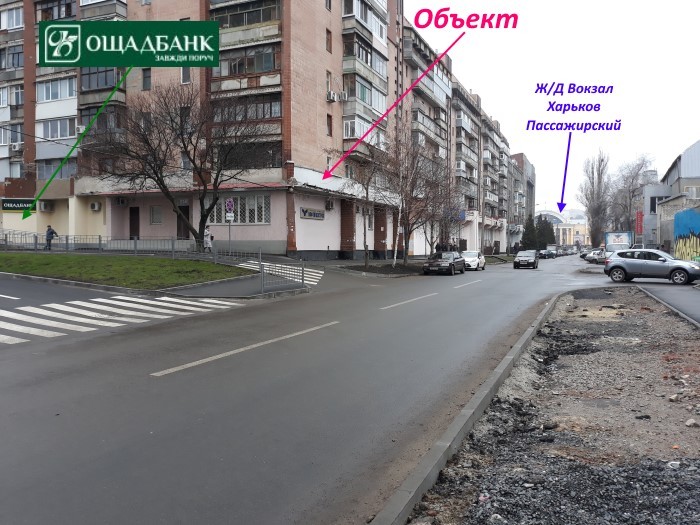 ОЩАДБАНК
ЗАВЖДИ ПОРУЧ
Объект
Ж/Д Вокзал
Харьков
Пассажирский
ОЩАДБАНК